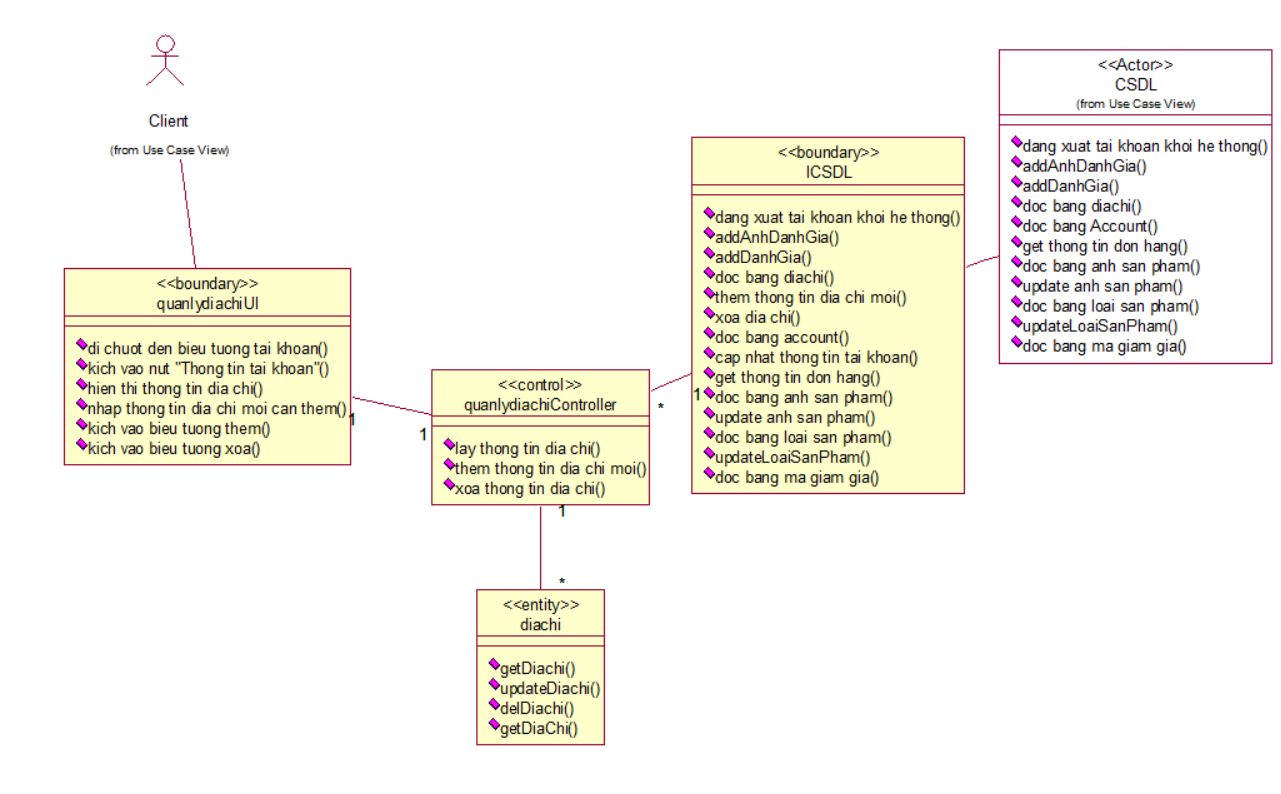 Client
(from Use Case View)
<<boundary>>
quanlydiachiUI
di chuot den bieu tuong tai khoan()
kich vao nut "Thong tin tai khoan"()
hien thi thong tin dia chi()
nhap thong tin dia chi moi can them()
kich vao bieu tuong them()
kich vao bieu tuong xoa()
1
1
<<control>>
quanlydiachiController
lay thong tin dia chi()
them thong tin dia chi moi()
xoa thong tin dia chi()
1
*
<<entity>>
diachi
getDiachi()
updateDiachi()
delDiachi()
getDiaChi()
*
1
<<boundary>>
ICSDL
dang xuat tai khoan khoi he thong()
addAnhDanhGia()
addDanhGia()
doc bang diachi()
them thong tin dia chi moi()
xoa dia chi()
doc bang account()
cap nhat thong tin tai khoan()
get thong tin don hang()
doc bang anh san pham()
update anh san pham()
doc bang loai san pham()
updateLoaiSanPham()
doc bang ma giam gia()
<<Actor>>
CSDL
(from Use Case View)
dang xuat tai khoan khoi he thong()
addAnhDanhGia()
addDanhGia()
doc bang diachi()
doc bang Account()
get thong tin don hang()
doc bang anh san pham()
update anh san pham()
doc bang loai san pham()
updateLoaiSanPham()
doc bang ma giam gia()